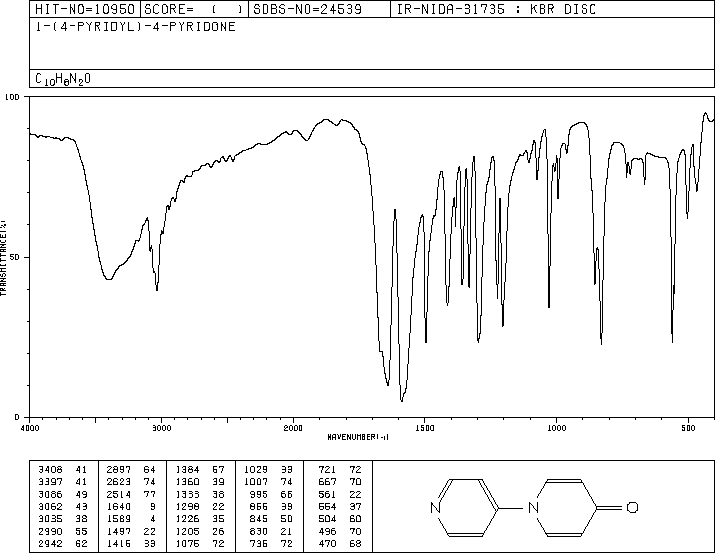 HIT-NO=10950 SCORE= ( ) SDBS-NO=24539 IR-NIDA-31735 : KBR DISC
1-(4-PYRIDYL)-4-PYRIDONE
C10H8N2O
100
50
0
TRANSMITTANCE(%)
4000 3000 2000 1500 1000 500
WAVENUMBER(-1)
3408 41 2897 64 1384 67 1029 33 721 72
3397 41 2623 74 1360 39 1007 74 667 70
3086 49 2514 77 1333 38 995 66 561 22
3062 43 1640 9 1298 22 866 39 554 37
3035 38 1589 4 1226 35 845 50 504 60
2990 55 1497 22 1205 26 830 21 496 70
2942 62 1415 33 1075 72 736 72 470 68
N N O